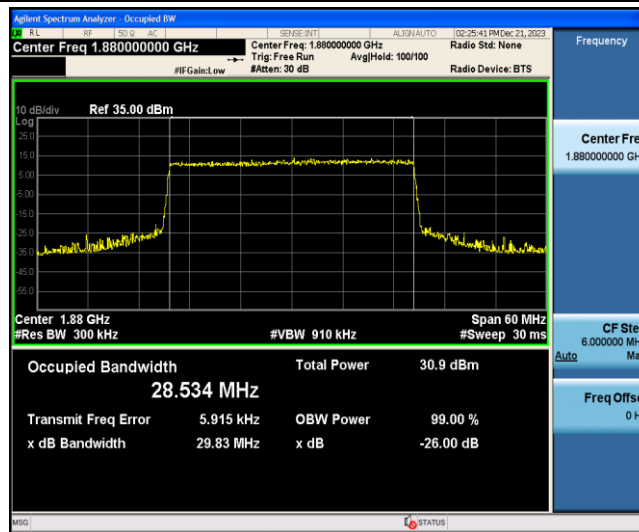 Agilent Spectrum Analyzer - Occupied BW
RL RF 50 Ω AC SENSE:INT ALIGNAUTO 02:25:41 PM Dec 21, 2023
Center Freq 1.880000000 GHz
Center Freq: 1.880000000 GHz Radio Std: None
Trig: Free Run Avg|Hold: 100/100
#IFGain:Low #Atten: 30 dB Radio Device: BTS
Frequency
10 dB/div Ref 35.00 dBm
Log
25.0
15.0
5.00
-5.00
-15.0
-25.0
-35.0
-45.0
-55.0
Center 1.88 GHz Span 60 MHz
#Res BW 300 kHz #VBW 910 kHz #Sweep 30 ms
Occupied Bandwidth Total Power 30.9 dBm
28.534 MHz
Transmit Freq Error 5.915 kHz OBW Power 99.00 %
x dB Bandwidth 29.83 MHz x dB -26.00 dB
Center Fre
1.880000000 GH
CF Ste
6.000000 MH
Auto Ma
Freq Offse
0 H
MSG STATUS